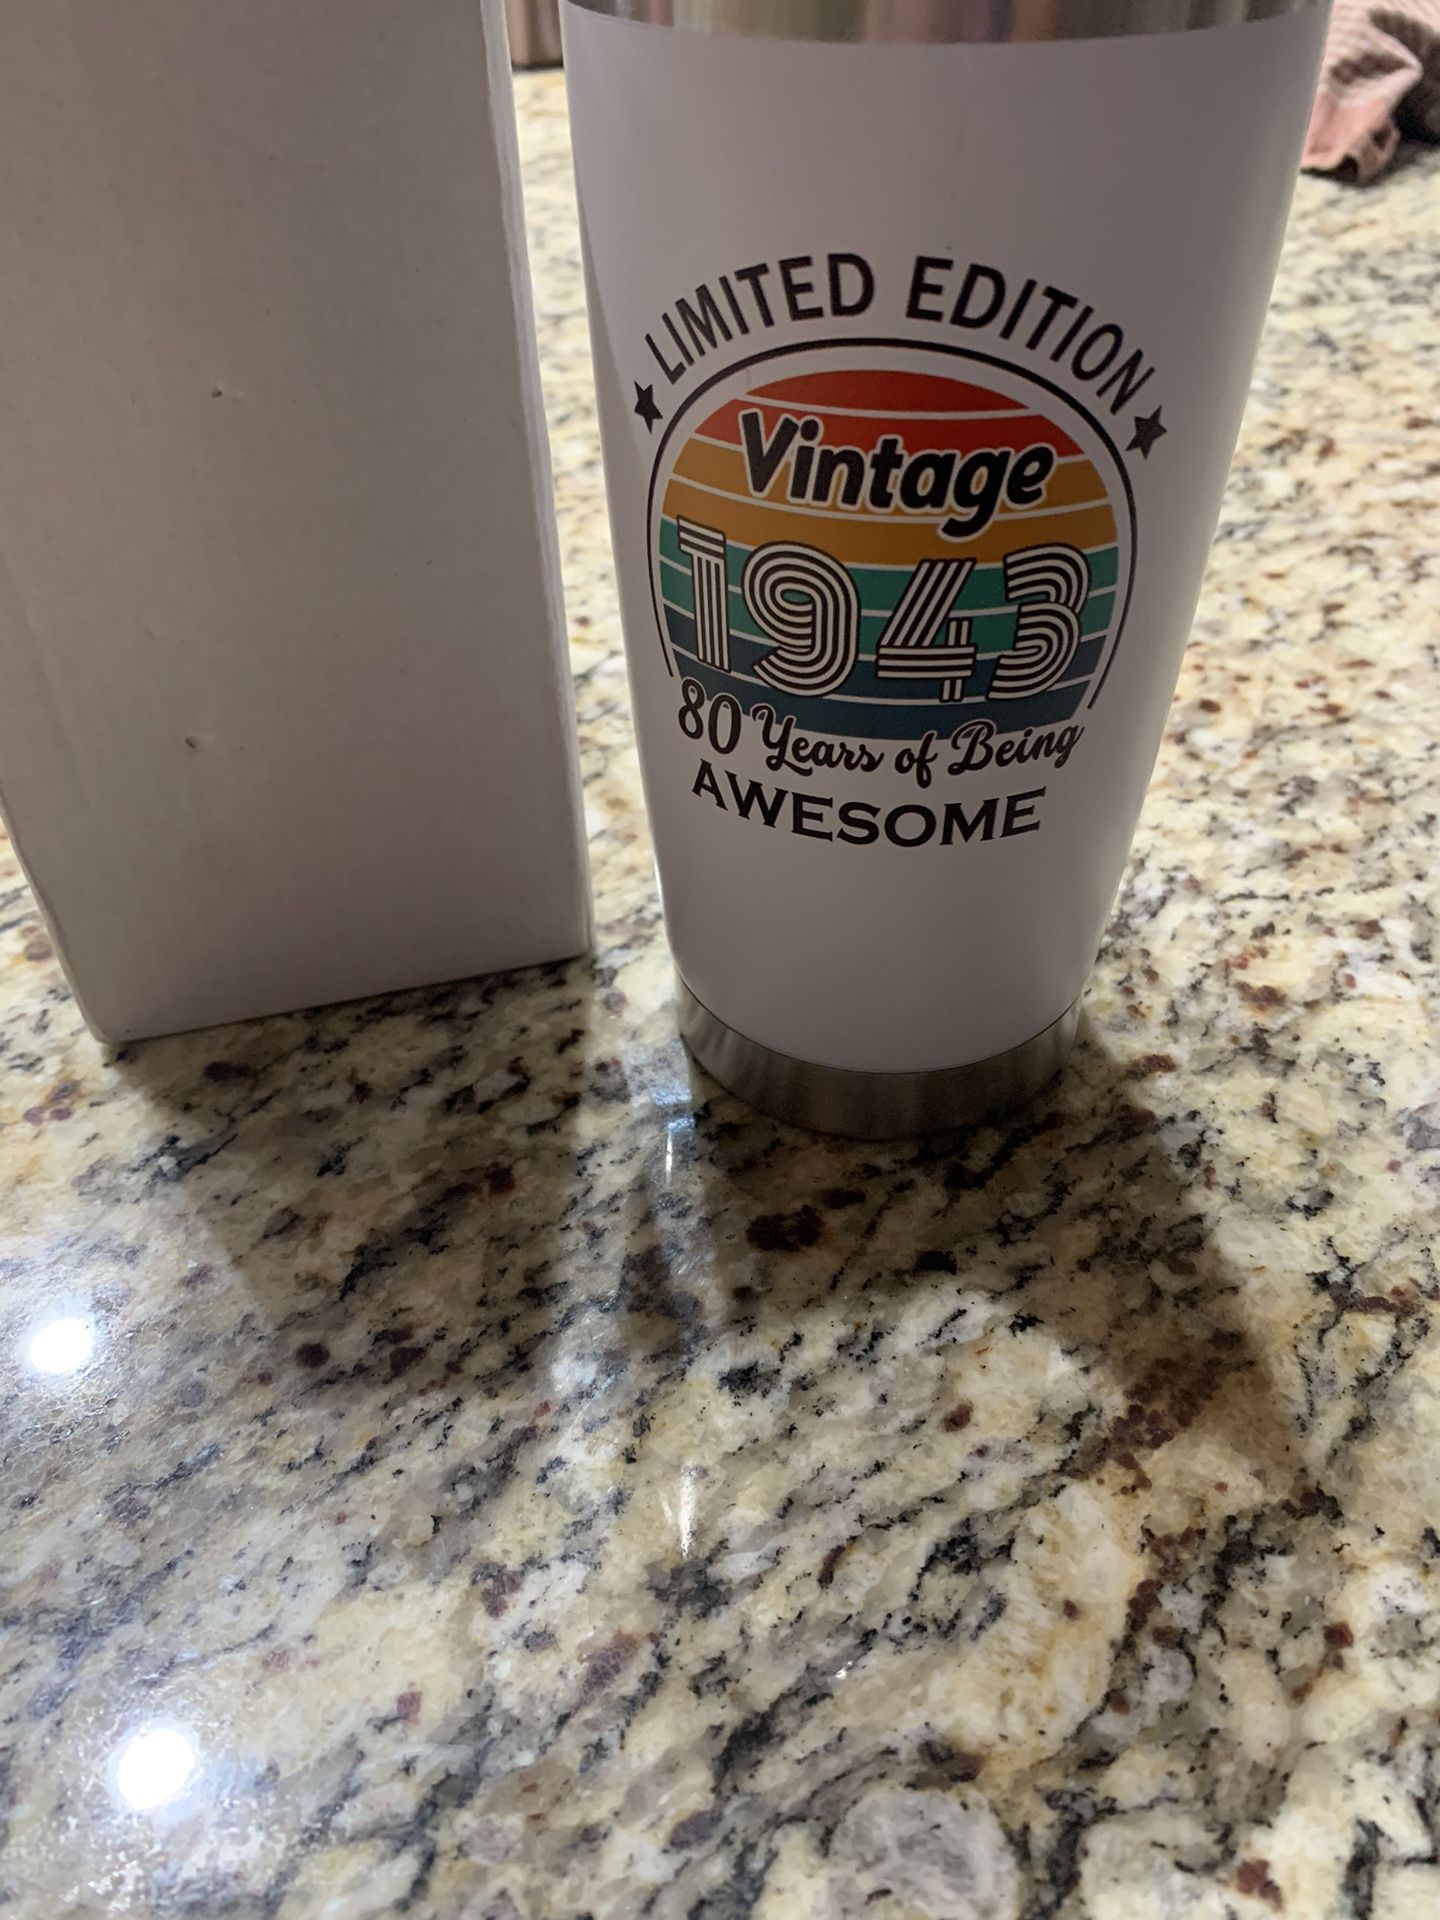 LIMITED EDITION
Vintage
1943
80 Years of Being
AWESOME